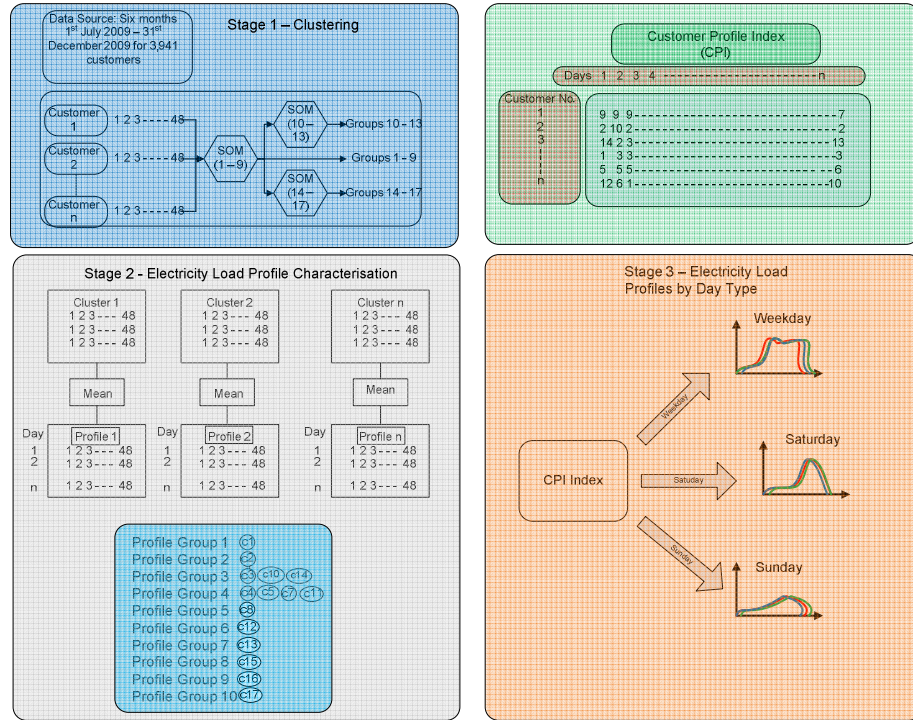 Stage 1 – Clustering
Data Source: Six months
1st July 2009 – 31st
December 2009 for 3,941
customers
Customer
1
1 2 3 - - - - - 48
Customer
2
1 2 3 - - - - - 48
Customer
n
1 2 3 - - - - - 48
SOM
(1–9)
SOM
(10–
13)
SOM
(14–
17)
Groups 10 - 13
Groups 1 - 9
Groups 14 - 17
Customer Profile Index
(CPI)
Days 1 2 3 4 - - - - - - - - - - - - - - - - - - - - - - - - - - - n
Customer No.
1
2
3
n
9 9 9 - - - - - - - - - - - - - - - - - - - - - - - - - - - - - - 7
2 10 2 - - - - - - - - - - - - - - - - - - - - - - - - - - - - - 2
14 2 3 - - - - - - - - - - - - - - - - - - - - - - - - - - - - - 13
1 3 3 - - - - - - - - - - - - - - - - - - - - - - - - - - - - - - 3
5 5 5 - - - - - - - - - - - - - - - - - - - - - - - - - - - - - - 6
12 6 1 - - - - - - - - - - - - - - - - - - - - - - - - - - - - - 10
Stage 2 - Electricity Load Profile Characterisation
Cluster 1
1 2 3 - - - 48
1 2 3 - - - 48
1 2 3 - - - 48
Cluster 2
1 2 3 - - - 48
1 2 3 - - - 48
1 2 3 - - - 48
Cluster n
1 2 3 - - - 48
1 2 3 - - - 48
1 2 3 - - - 48
Mean
Mean
Mean
Day
1
2
n
Profile 1
1 2 3 - - - 48
1 2 3 - - - 48
1 2 3 - - - 48
Day
1
2
n
Profile 2
1 2 3 - - - 48
1 2 3 - - - 48
1 2 3 - - - 48
Day
1
2
n
Profile n
1 2 3 - - - 48
1 2 3 - - - 48
1 2 3 - - - 48
Profile Group 1 c1
Profile Group 2 c2
Profile Group 3 c3 c10 c14
Profile Group 4 c4 c5 c7 c11
Profile Group 5 c8
Profile Group 6 c12
Profile Group 7 c13
Profile Group 8 c15
Profile Group 9 c16
Profile Group 10 c17
Stage 3 – Electricity Load
Profiles by Day Type
CPI Index
Weekday
Weekday
Satuday
Saturday
Sunday
Sunday